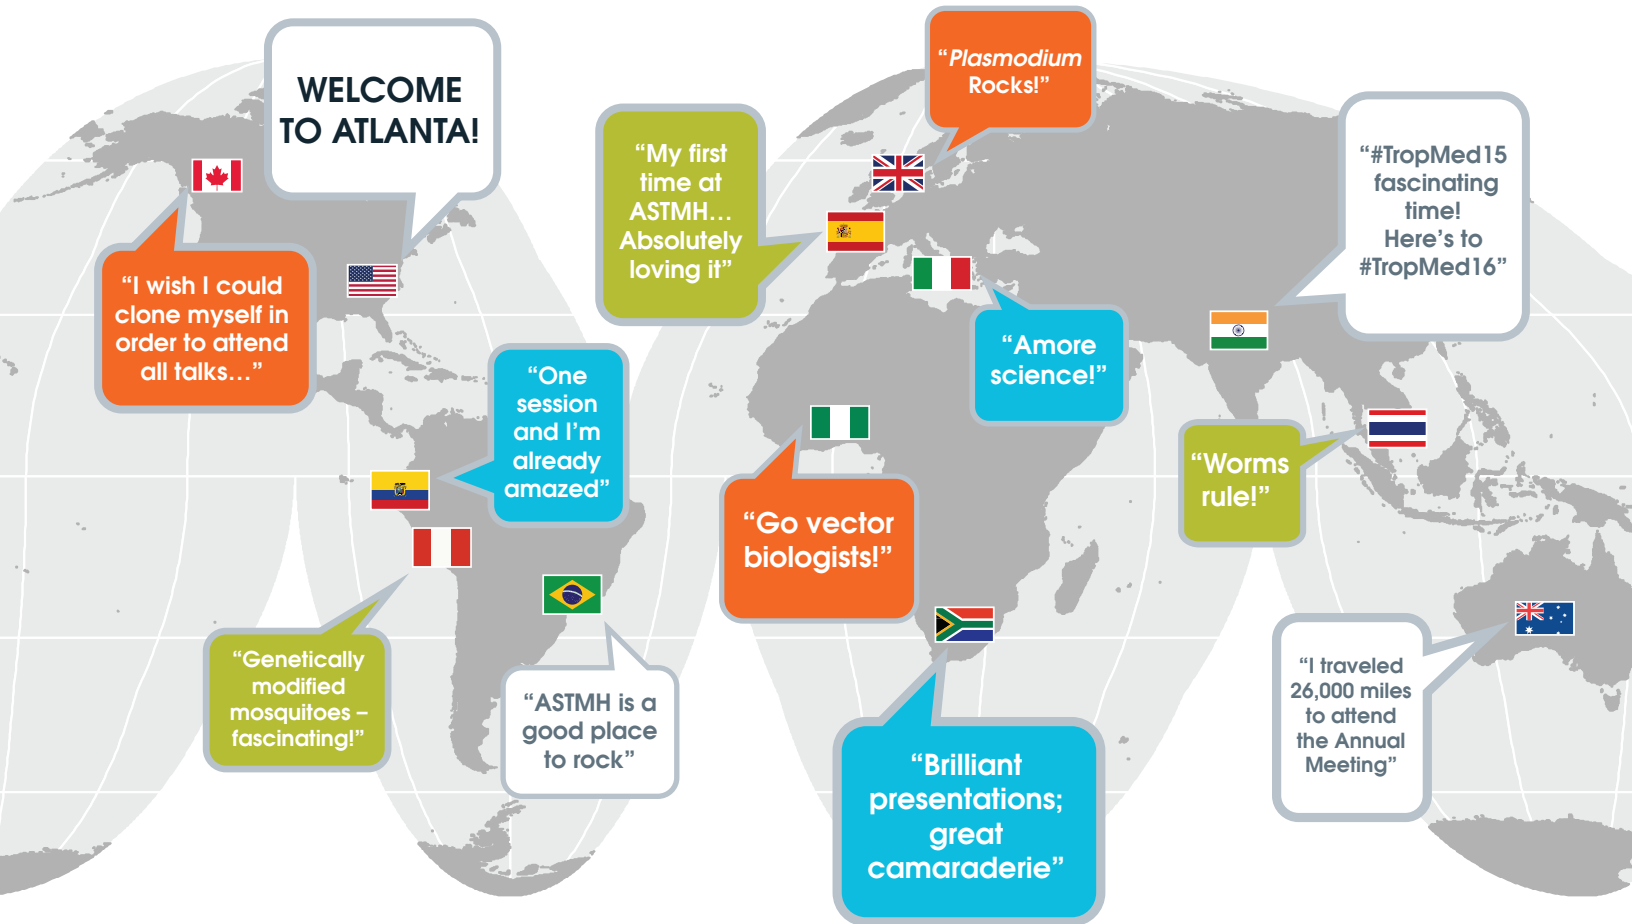 WELCOME
TO ATLANTA!
“Plasmodium
Rocks!”
“My first
time at
ASTMH...
Absolutely
loving it”
“#TropMed15
fascinating
time!
Here’s to
#TropMed16”
“I wish I could
clone myself in
order to attend
all talks...”
“One
session
and I’m
already
amazed”
“Amore
science!”
“Worms
rule!”
“Go vector
biologists!”
“Genetically
modified
mosquitoes –
fascinating!”
“ASTMH is a
good place
to rock”
“Brilliant
presentations;
great
camaraderie”
“I traveled
26,000 miles
to attend
the Annual
Meeting”